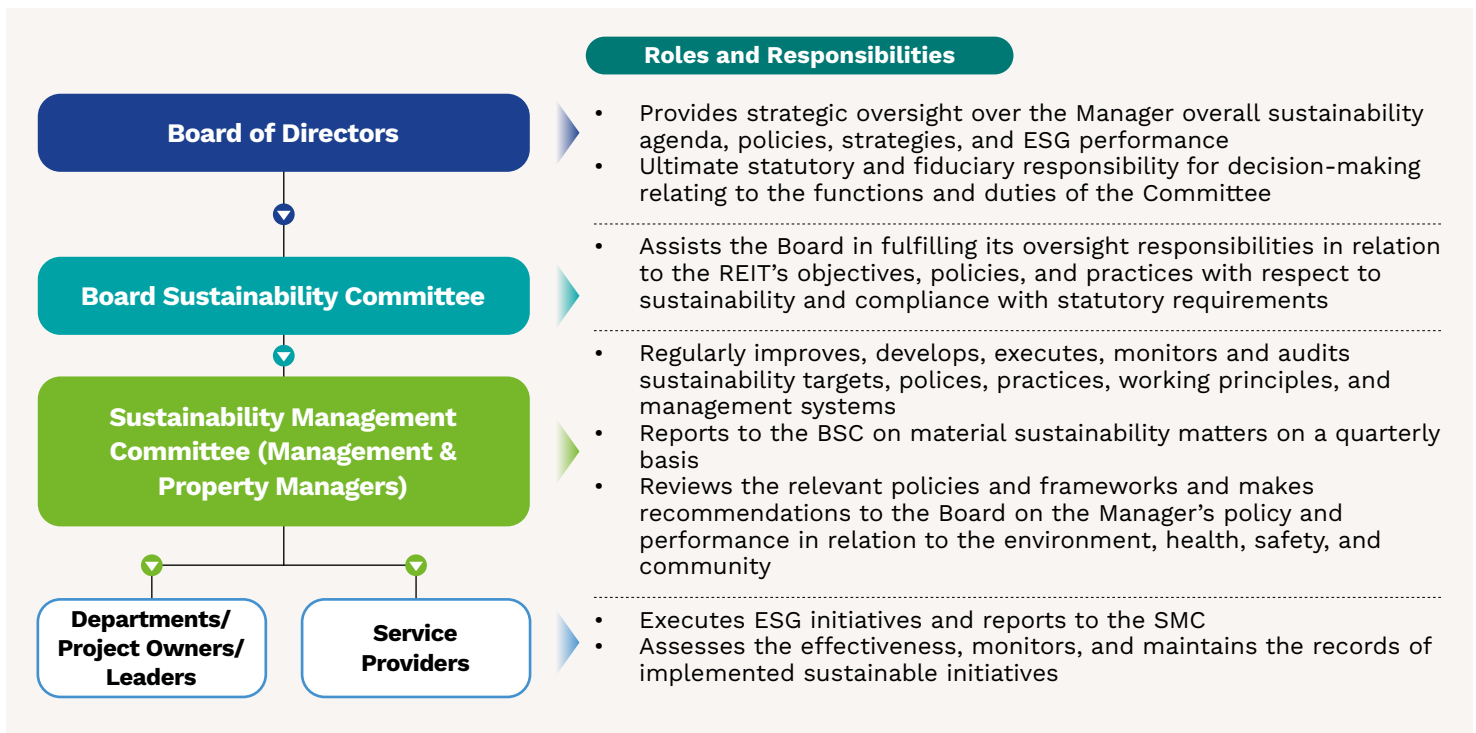 Roles and Responsibilities
Board of Directors
• Provides strategic oversight over the Manager overall sustainability
agenda, policies, strategies, and ESG performance
• Ultimate statutory and fiduciary responsibility for decision-making
relating to the functions and duties of the Committee
Board Sustainability Committee
• Assists the Board in fulfilling its oversight responsibilities in relation
to the REIT’s objectives, policies, and practices with respect to
sustainability and compliance with statutory requirements
Sustainability Management
Committee (Management &
Property Managers)
• Regularly improves, develops, executes, monitors and audits
sustainability targets, polices, practices, working principles, and
management systems
• Reports to the BSC on material sustainability matters on a quarterly
basis
• Reviews the relevant policies and frameworks and makes
recommendations to the Board on the Manager’s policy and
performance in relation to the environment, health, safety, and
community
Departments/
Project Owners/
Leaders
Service
Providers
• Executes ESG initiatives and reports to the SMC
• Assesses the effectiveness, monitors, and maintains the records of
implemented sustainable initiatives